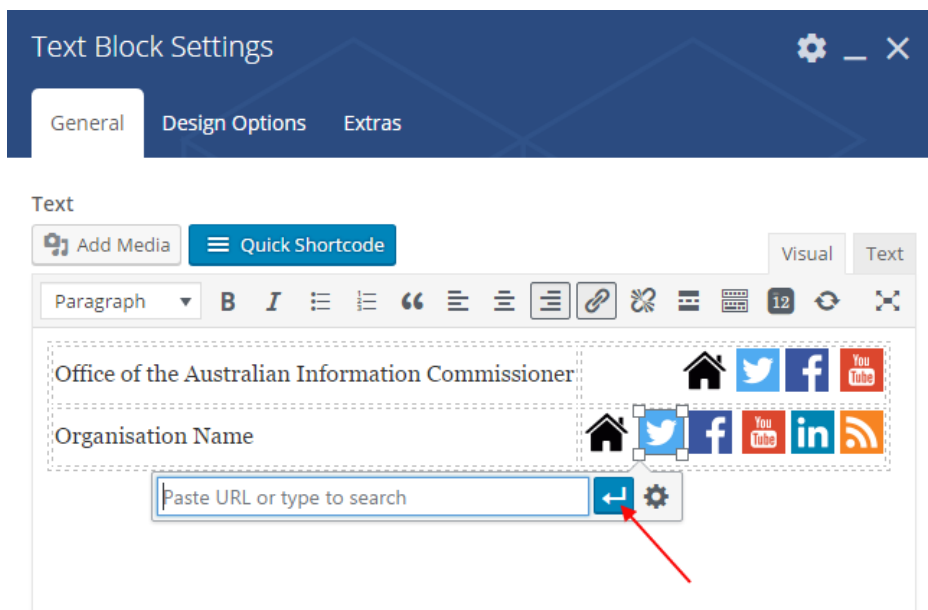 Text Block Settings
General Design Options Extras
Text
Add Media Quick Shortcode
Visual Text
Paragraph B I 12
Office of the Australian Information Commissioner You Tube
Organisation Name You Tube in
Paste URL or type to search